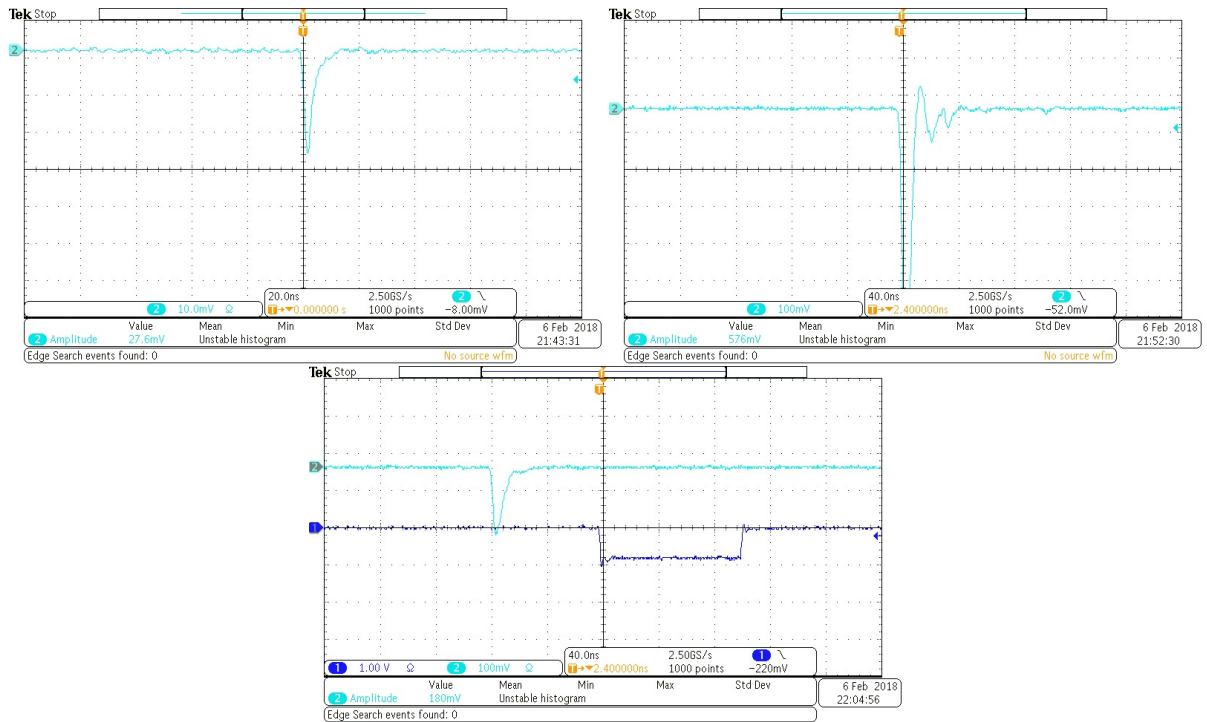 Tek Stop
T
T
2
20.0ns 2.50GS/s 2
2 10.0mV Ω T→▼0.000000 s 1000 points −8.00mV
Value Mean Min Max Std Dev
2 Amplitude 27.6mV Unstable histogram
6 Feb 2018
21:43:31
Edge Search events found: 0 No source wfm
Tek Stop
T
T
2
40.0ns 2.50GS/s 2
2 100mV T→▼2.400000ns 1000 points −52.0mV
Value Mean Min Max Std Dev
2 Amplitude 576mV Unstable histogram
6 Feb 2018
21:52:30
Edge Search events found: 0 No source wfm
Tek Stop
T
T
2
1
40.0ns 2.50GS/s 1
1 1.00 V Ω 2 100mV Ω T→▼2.400000ns 1000 points −220mV
Value Mean Min Max Std Dev
2 Amplitude 180mV Unstable histogram
6 Feb 2018
22:04:56
Edge Search events found: 0